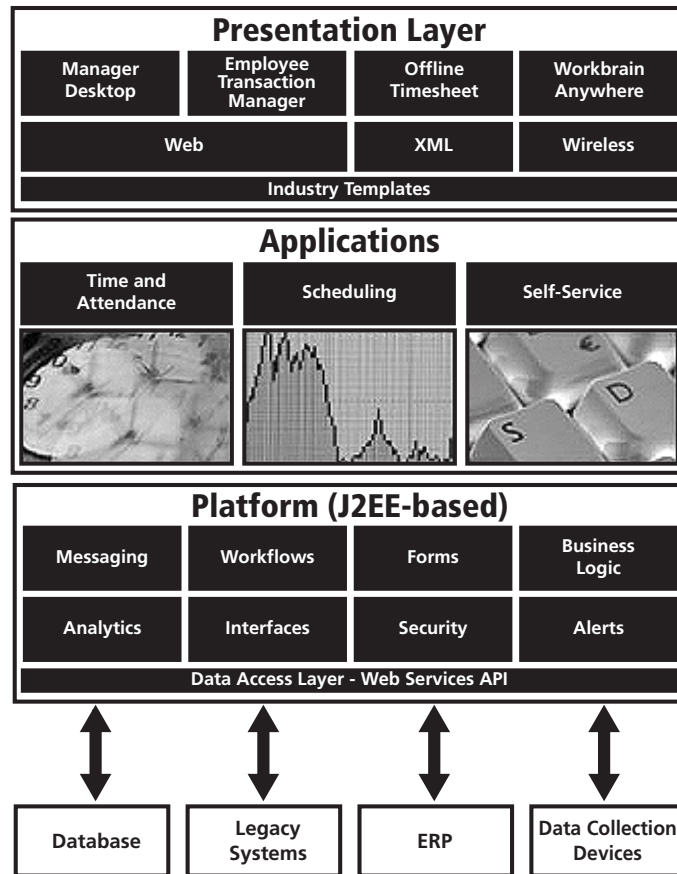 Presentation Layer
Manager
Desktop
Employee
Transaction
Manager
Offline
Timesheet
Workbrain
Anywhere
Web
XML
Wireless
Industry Templates
Applications
Time and
Attendance
Scheduling
Self-Service
€
S
D
Platform (J2EE-based)
Messaging
Workflows
Forms
Business
Logic
Analytics
Interfaces
Security
Alerts
Data Access Layer - Web Services API
Database
Legacy
Systems
ERP
Data Collection
Devices